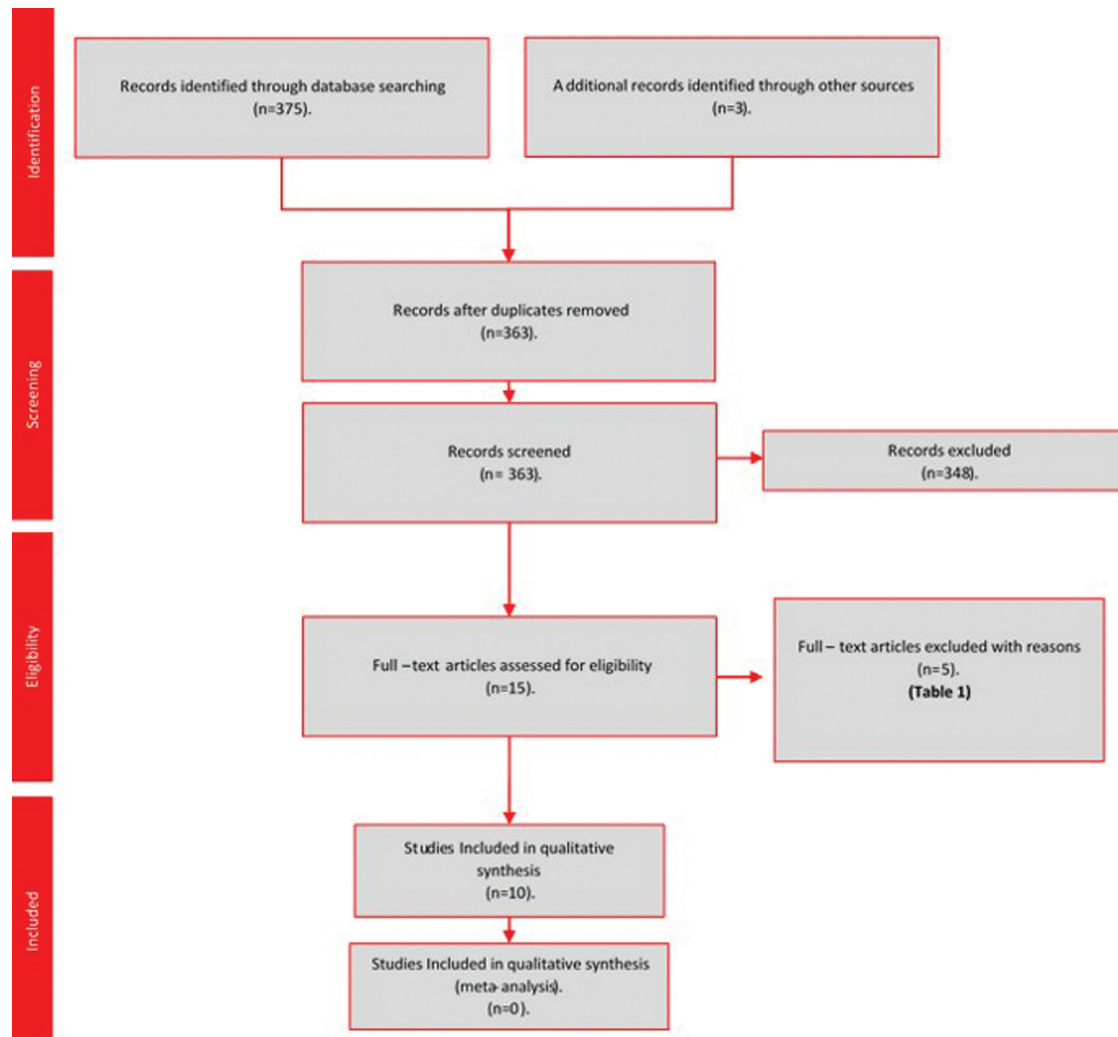 Identification
Records identified through database searching
(n=375).
A dditional records identified through other sources
(n=3).
Screening
Records after duplicates removed
(n=363).
Records screened
(n= 363).
Records excluded
(n=348).
Eligibility
Full – text articles assessed for eligibility
(n=15).
Full – text articles excluded with reasons
(n=5).
(Table 1)
Included
Studies Included in qualitative
synthesis
(n=10).
Studies Included in qualitative synthesis
(meta-analysis).
(n=0).